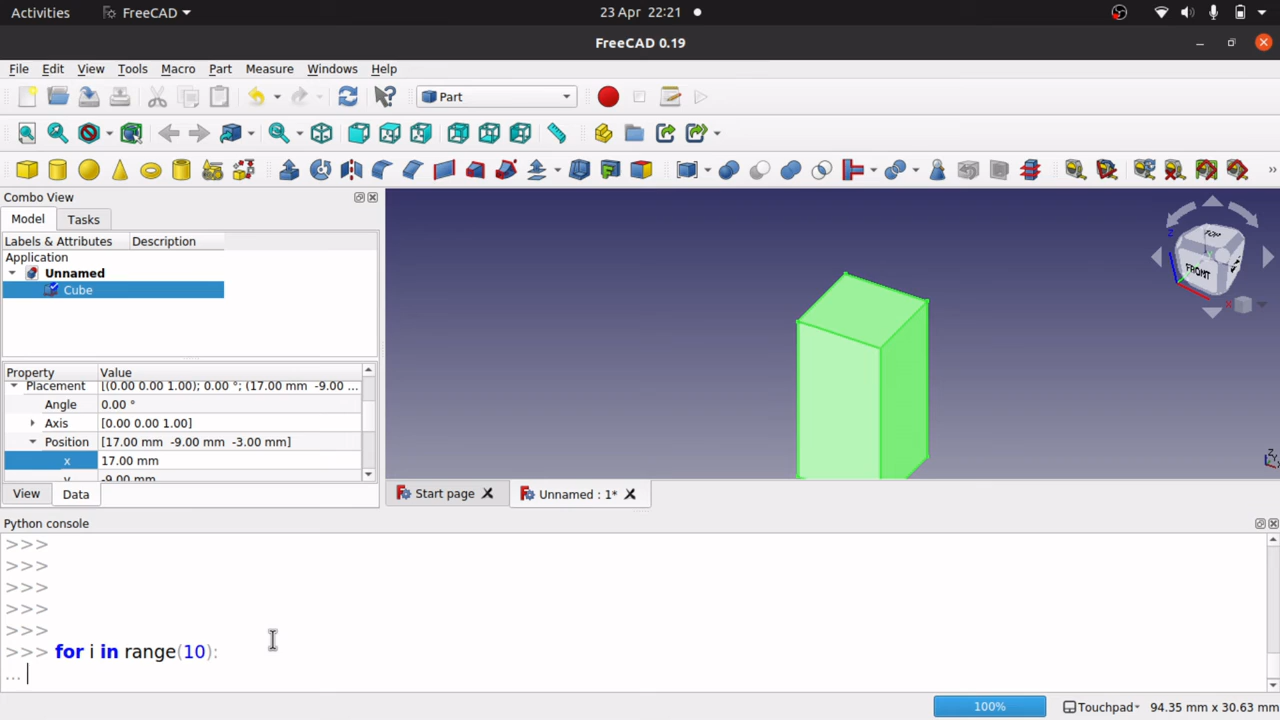 Activities FreeCAD 23 Apr 22:21
FreeCAD 0.19
File Edit View Tools Macro Part Measure Windows Help
Part
Combo View
Model Tasks
Labels & Attributes Description
Application
Unnamed
Cube
TOP
FRONT
Z
X
Property Value
Placement [(0.00 0.00 1.00); 0.00 °; (17.00 mm -9.00 ...
Angle 0.00 °
Axis [0.00 0.00 1.00]
Position [17.00 mm -9.00 mm -3.00 mm]
x 17.00 mm
y -9.00 mm
View Data
Start page Unnamed : 1*
Python console
>>>
>>>
>>>
>>>
>>>
>>> for i in range(10):
...
100% Touchpad 94.35 mm x 30.63 mm